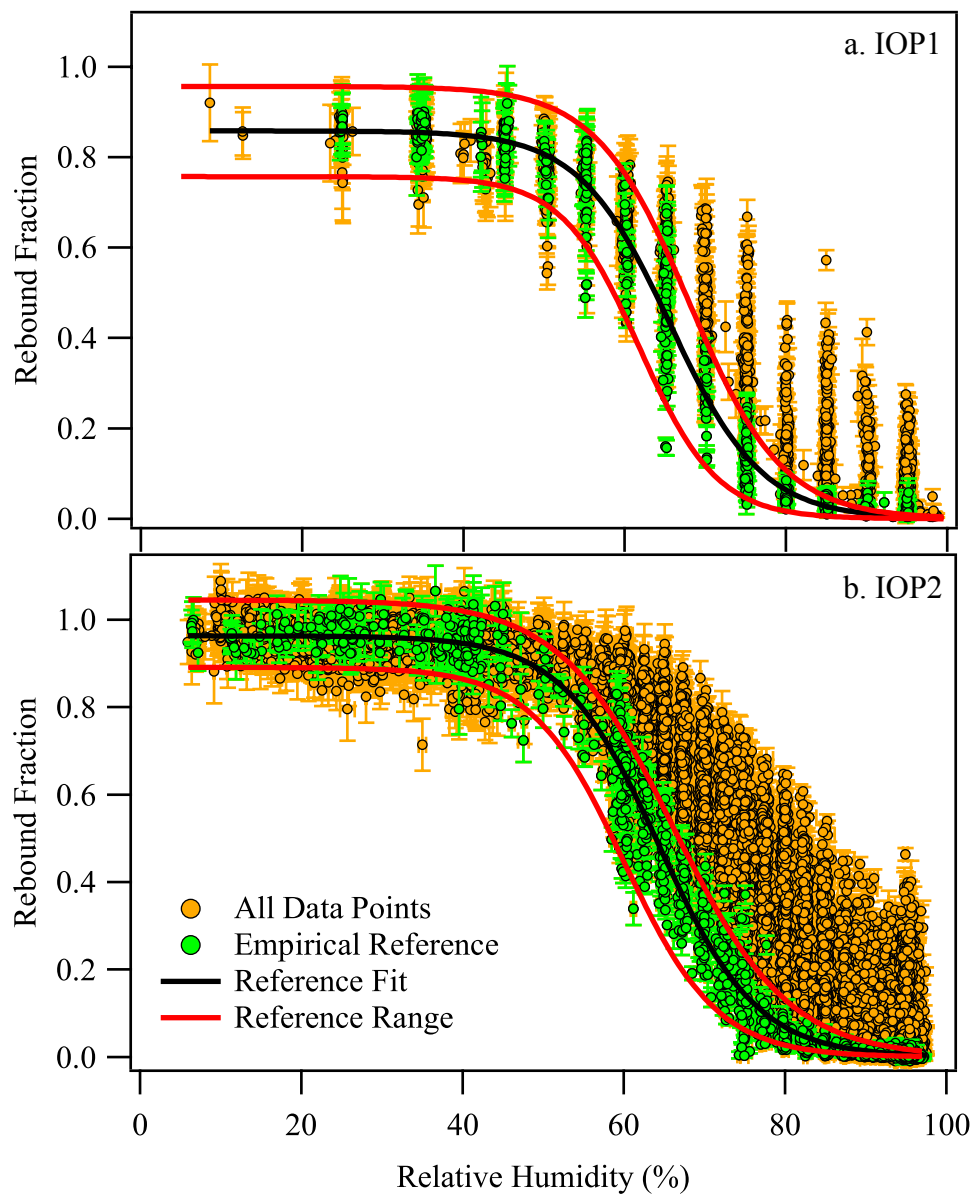 a. IOP1
1.0
0.8
0.6
0.4
0.2
0.0
Rebound Fraction
b. IOP2
1.0
0.8
0.6
0.4
0.2
0.0
Rebound Fraction
All Data Points
Empirical Reference
Reference Fit
Reference Range
0 20 40 60 80 100
Relative Humidity (%)